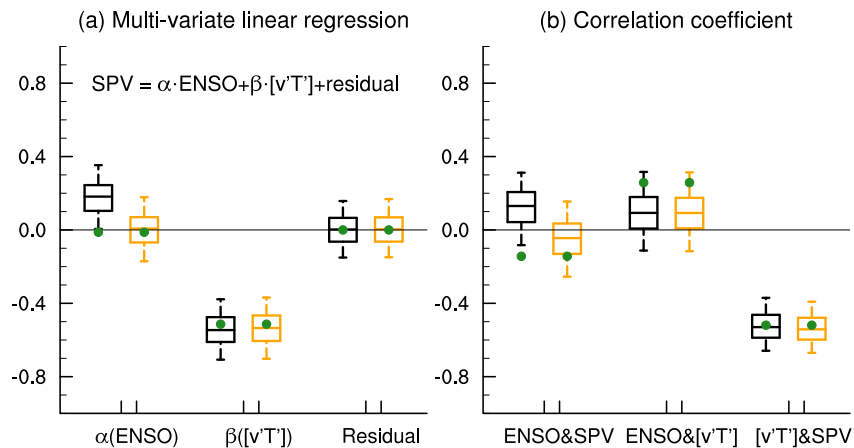 (a) Multi-variate linear regression
SPV = α·ENSO+β·[v'T']+residual
0.8
0.4
0.0
-0.4
-0.8
α(ENSO)
β([v'T'])
Residual
(b) Correlation coefficient
0.8
0.4
0.0
-0.4
-0.8
ENSO&SPV
ENSO&[v'T']
[v'T']&SPV